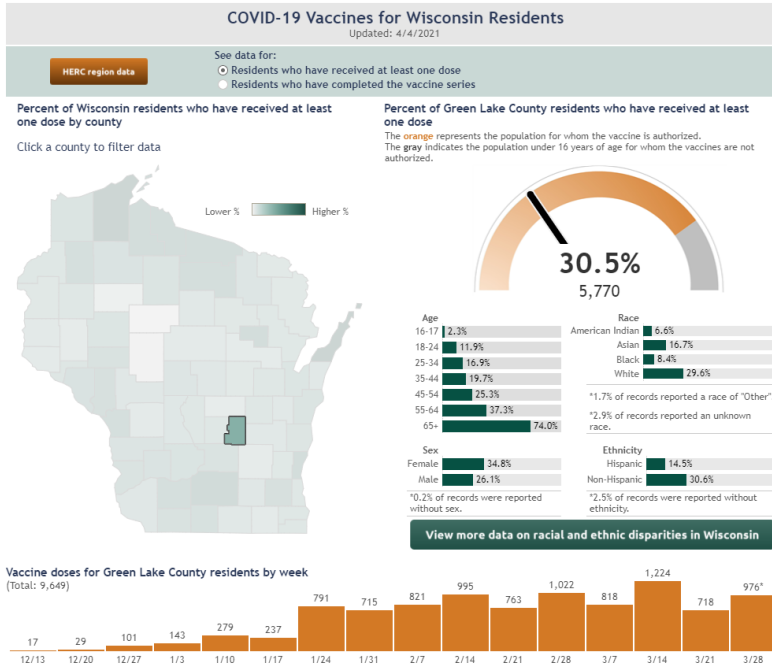 COVID-19 Vaccines for Wisconsin Residents
Updated: 4/4/2021
HERC region data
See data for:
Residents who have received at least one dose
Residents who have completed the vaccine series
Percent of Wisconsin residents who have received at least
one dose by county
Click a county to filter data
Lower %
Higher %
Percent of Green Lake County residents who have received at least
one dose
The orange represents the population for whom the vaccine is authorized.
The gray indicates the population under 16 years of age for whom the vaccines are not
authorized.
30.5%
5,770
Age
16-17 2.3%
18-24 11.9%
25-34 16.9%
35-44 19.7%
45-54 25.3%
55-64 37.3%
65+ 74.0%
Race
American Indian 6.6%
Asian 16.7%
Black 8.4%
White 29.6%
*1.7% of records reported a race of "Other"
*2.9% of records reported an unknown
race.
Sex
Female 34.8%
Male 26.1%
*0.2% of records were reported
without sex.
Ethnicity
Hispanic 14.5%
Non-Hispanic 30.6%
*2.5% of records were reported without
ethnicity.
View more data on racial and ethnic disparities in Wisconsin
Vaccine doses for Green Lake County residents by week
(Total: 9,649)
17 29 101 143 279 237 791 715 821 995 763 1,022 818 1,224 718 976*
12/13 12/20 12/27 1/3 1/10 1/17 1/24 1/31 2/7 2/14 2/21 2/28 3/7 3/14 3/21 3/28